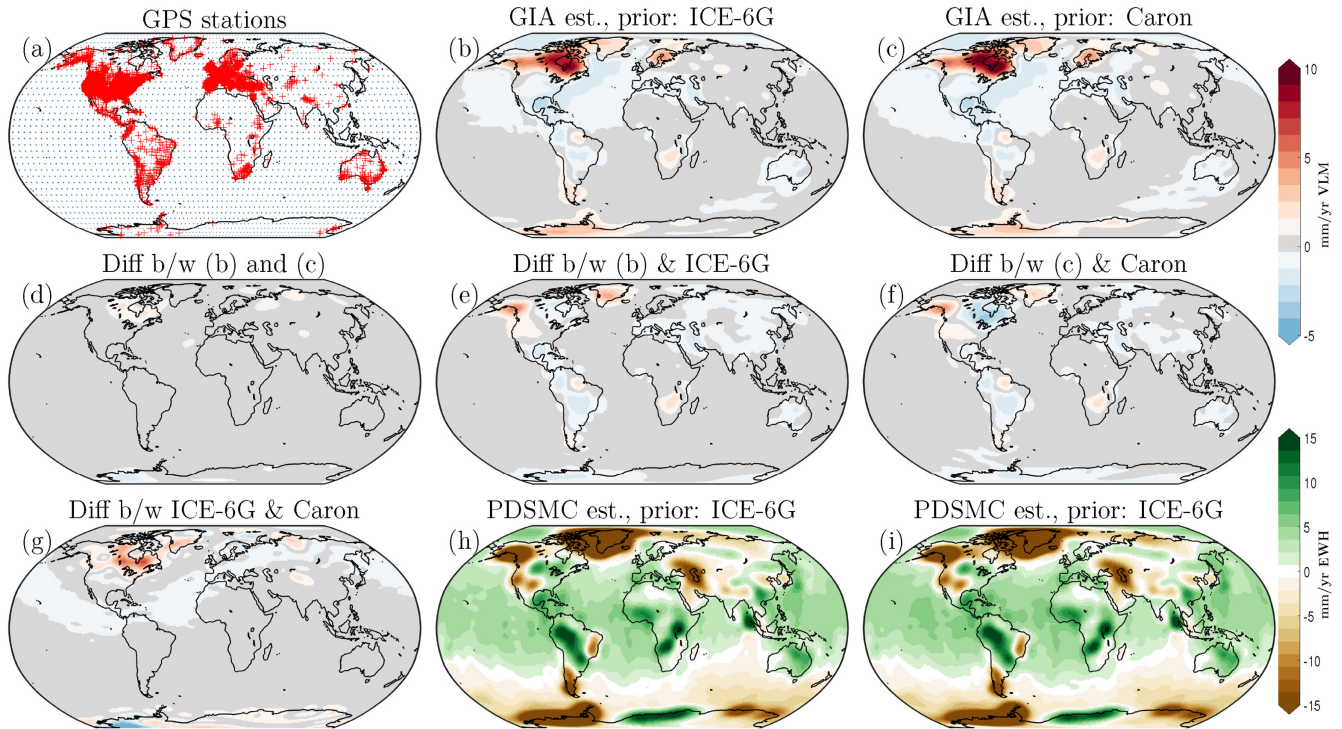 GPS stations
GIA est., prior: ICE-6G
GIA est., prior: Caron
(a)
(b)
(c)
10
5
0
-5
mm/yr VLM
Diff b/w (b) and (c)
Diff b/w (b) & ICE-6G
Diff b/w (c) & Caron
(d)
(e)
(f)
Diff b/w ICE-6G & Caron
PDSMC est., prior: ICE-6G
PDSMC est., prior: ICE-6G
(g)
(h)
(i)
15
10
5
0
-5
-10
-15
mm/yr EWH